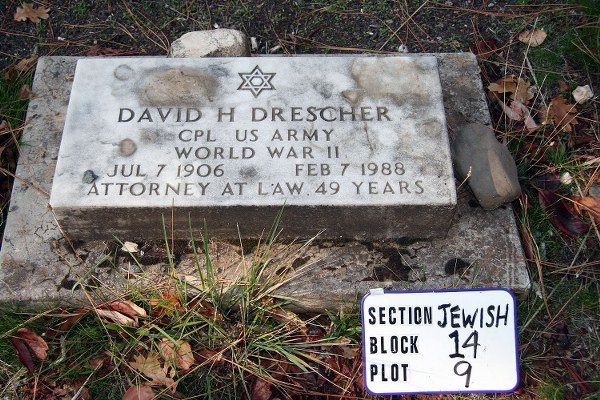 DAVID H DRESCHER
CPL US ARMY
WORLD WAR II
JUL 7 1906 FEB 7 1988
ATTORNEY AT LAW 49 YEARS
SECTION JEWISH
BLOCK 14
PLOT 9